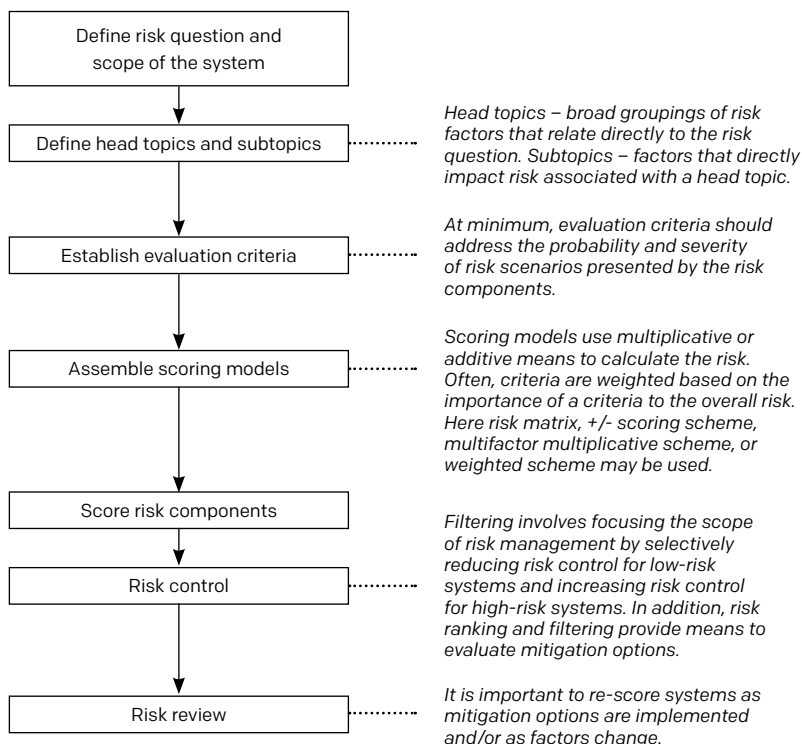 Define risk question and
scope of the system
Define head topics and subtopics
Head topics – broad groupings of risk
factors that relate directly to the risk
question. Subtopics – factors that directly
impact risk associated with a head topic.
Establish evaluation criteria
At minimum, evaluation criteria should
address the probability and severity
of risk scenarios presented by the risk
components.
Assemble scoring models
Scoring models use multiplicative or
additive means to calculate the risk.
Often, criteria are weighted based on the
importance of a criteria to the overall risk.
Here risk matrix, +/- scoring scheme,
multifactor multiplicative scheme, or
weighted scheme may be used.
Score risk components
Risk control
Filtering involves focusing the scope
of risk management by selectively
reducing risk control for low-risk
systems and increasing risk control
for high-risk systems. In addition, risk
ranking and filtering provide means to
evaluate mitigation options.
Risk review
It is important to re-score systems as
mitigation options are implemented
and/or as factors change.